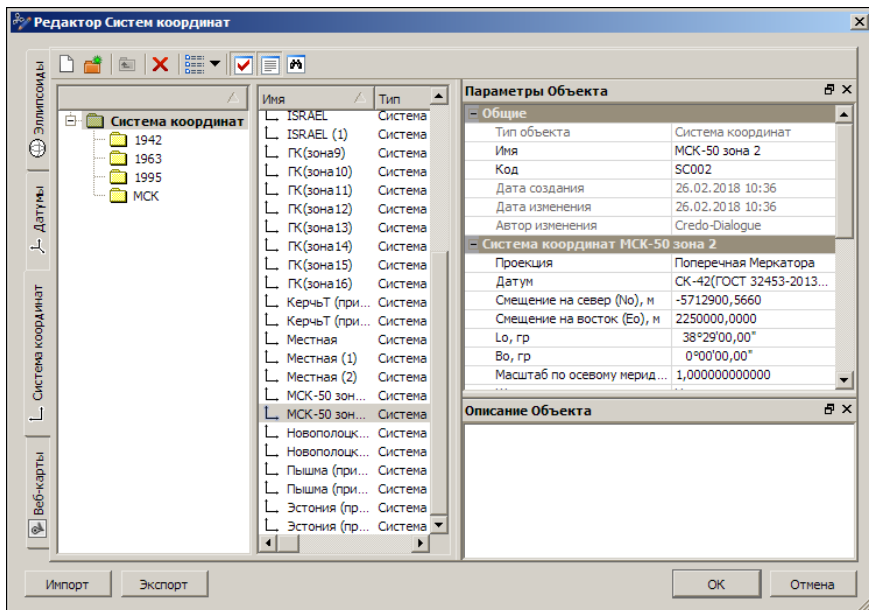 Редактор Систем координат
Эллипсоиды
Датумы
Система координат
Веб-карты
Система координат
1942
1963
1995
МСК
Имя Тип
ISRAEL Система
ISRAEL (1) Система
ГК(зона9) Система
ГК(зона10) Система
ГК(зона11) Система
ГК(зона12) Система
ГК(зона13) Система
ГК(зона14) Система
ГК(зона15) Система
ГК(зона16) Система
КерчьТ (при... Система
КерчьТ (при... Система
Местная Система
Местная (1) Система
Местная (2) Система
МСК-50 зон... Система
МСК-50 зон... Система
Новополоцк... Система
Новополоцк... Система
Пышма (при... Система
Пышма (при... Система
Эстония (пр... Система
Эстония (пр... Система
Параметры Объекта
Общие
Тип объекта Система координат
Имя МСК-50 зона 2
Код SC002
Дата создания 26.02.2018 10:36
Дата изменения 26.02.2018 10:36
Автор изменения Credo-Dialogue
Система координат МСК-50 зона 2
Проекция Поперечная Меркатора
Датум СК-42(ГОСТ 32453-2013...
Смещение на север (No), м -5712900,5660
Смещение на восток (Eo), м 2250000,0000
Lo, гр 38°29'00,00"
Bo, гр 0°00'00,00"
Масштаб по осевому мерид... 1,000000000000
Описание Объекта
Импорт Экспорт OK Отмена